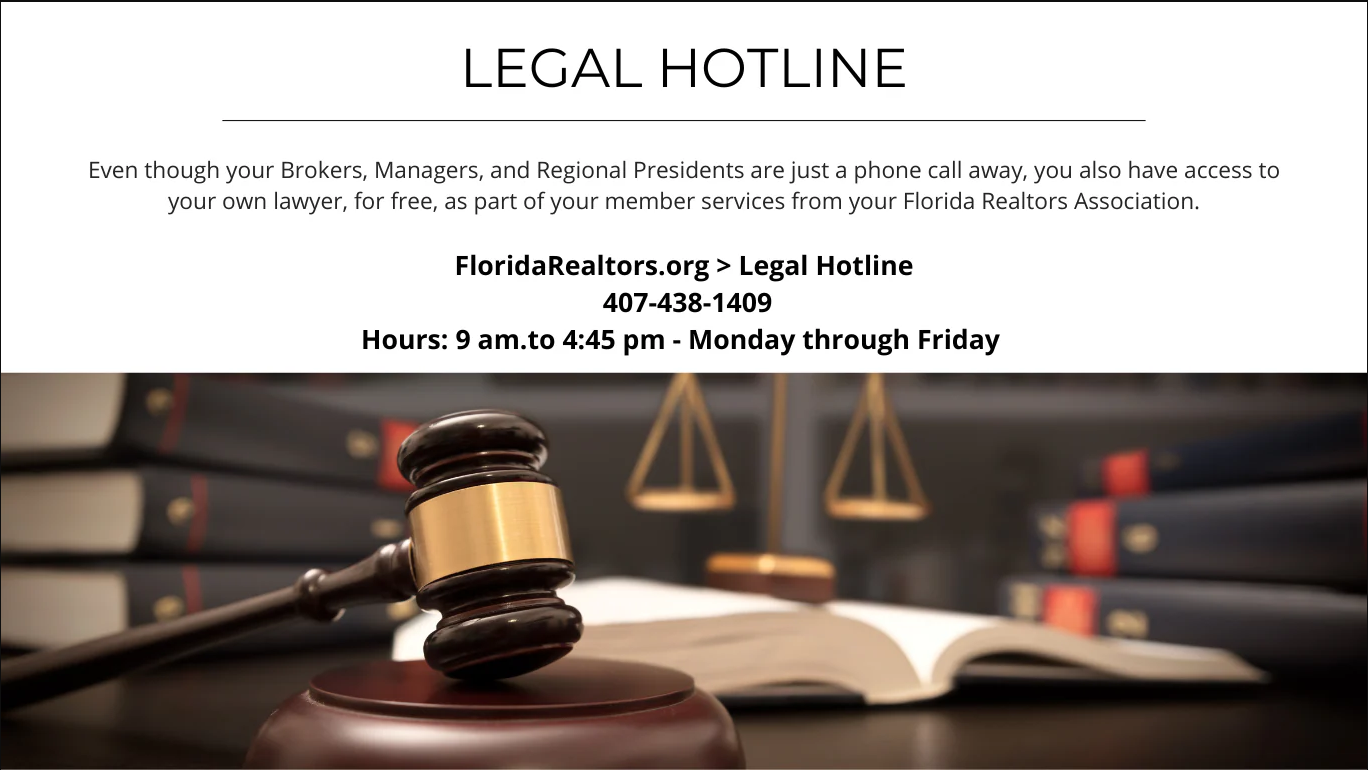 LEGAL HOTLINE
Even though your Brokers, Managers, and Regional Presidents are just a phone call away, you also have access to
your own lawyer, for free, as part of your member services from your Florida Realtors Association.
FloridaRealtors.org > Legal Hotline
407-438-1409
Hours: 9 am.to 4:45 pm - Monday through Friday